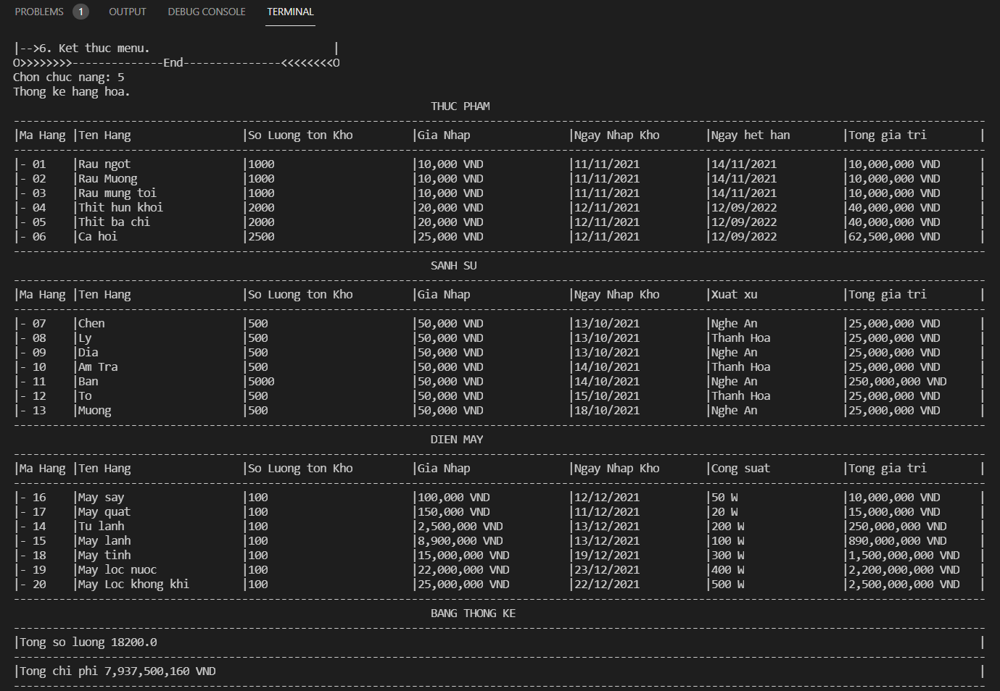 PROBLEMS 1 OUTPUT DEBUG CONSOLE TERMINAL
|-->6. Ket thuc menu. |
O>>>>>>>>--------------End---------------<<<<<<<<O
Chon chuc nang: 5
Thong ke hang hoa.
THUC PHAM
|Ma Hang |Ten Hang |So Luong ton Kho |Gia Nhap |Ngay Nhap Kho |Ngay het han |Tong gia tri |
|- 01 |Rau ngot |1000 |10,000 VND |11/11/2021 |14/11/2021 |10,000,000 VND |
|- 02 |Rau Muong |1000 |10,000 VND |11/11/2021 |14/11/2021 |10,000,000 VND |
|- 03 |Rau mung toi |1000 |10,000 VND |11/11/2021 |14/11/2021 |10,000,000 VND |
|- 04 |Thit hun khoi |2000 |20,000 VND |12/11/2021 |12/09/2022 |40,000,000 VND |
|- 05 |Thit ba chi |2000 |20,000 VND |12/11/2021 |12/09/2022 |40,000,000 VND |
|- 06 |Ca hoi |2500 |25,000 VND |12/11/2021 |12/09/2022 |62,500,000 VND |
SANH SU
|Ma Hang |Ten Hang |So Luong ton Kho |Gia Nhap |Ngay Nhap Kho |Xuat xu |Tong gia tri |
|- 07 |Chen |500 |50,000 VND |13/10/2021 |Nghe An |25,000,000 VND |
|- 08 |Ly |500 |50,000 VND |13/10/2021 |Thanh Hoa |25,000,000 VND |
|- 09 |Dia |500 |50,000 VND |13/10/2021 |Nghe An |25,000,000 VND |
|- 10 |Am Tra |500 |50,000 VND |14/10/2021 |Thanh Hoa |25,000,000 VND |
|- 11 |Ban |5000 |50,000 VND |14/10/2021 |Nghe An |250,000,000 VND |
|- 12 |To |500 |50,000 VND |15/10/2021 |Thanh Hoa |25,000,000 VND |
|- 13 |Muong |500 |50,000 VND |18/10/2021 |Nghe An |25,000,000 VND |
DIEN MAY
|Ma Hang |Ten Hang |So Luong ton Kho |Gia Nhap |Ngay Nhap Kho |Cong suat |Tong gia tri |
|- 16 |May say |100 |100,000 VND |12/12/2021 |50 W |10,000,000 VND |
|- 17 |May quat |100 |150,000 VND |11/12/2021 |20 W |15,000,000 VND |
|- 14 |Tu lanh |100 |2,500,000 VND |13/12/2021 |200 W |250,000,000 VND |
|- 15 |May lanh |100 |8,900,000 VND |13/12/2021 |100 W |890,000,000 VND |
|- 18 |May tinh |100 |15,000,000 VND |19/12/2021 |300 W |1,500,000,000 VND |
|- 19 |May loc nuoc |100 |22,000,000 VND |23/12/2021 |400 W |2,200,000,000 VND |
|- 20 |May Loc khong khi |100 |25,000,000 VND |22/12/2021 |500 W |2,500,000,000 VND |
BANG THONG KE
|Tong so luong 18200.0 |
|Tong chi phi 7,937,500,160 VND |